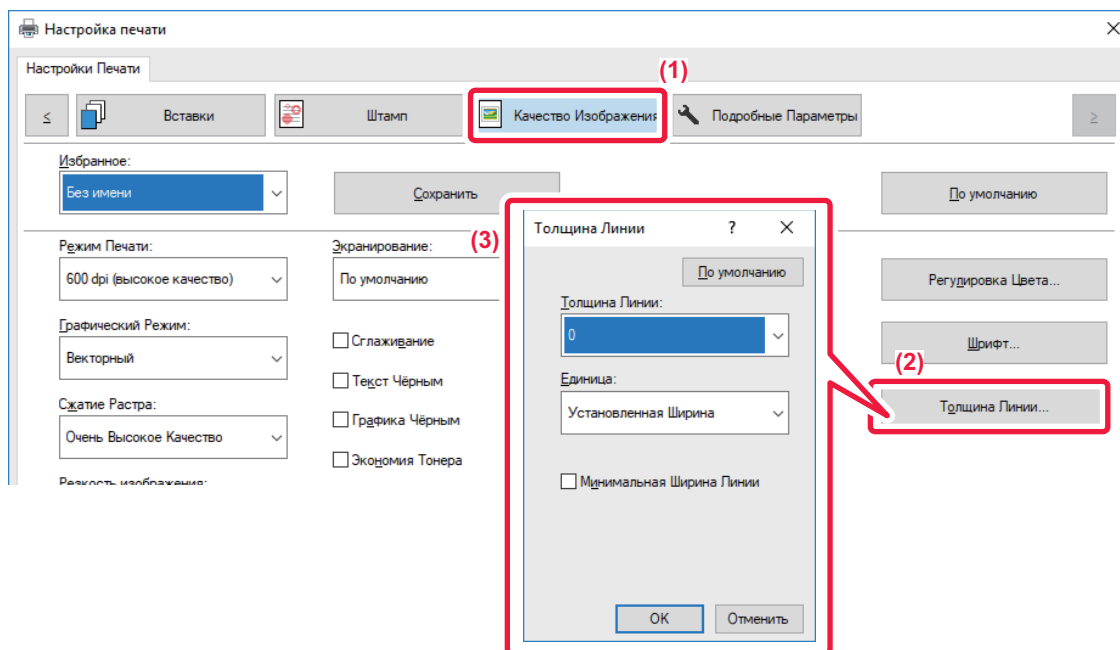 Настройка печати
Настройки Печати
(1)
<
Вставки
Штамп
Качество Изображения
Подробные Параметры
>
Избранное:
Без имени
Сохранить
По умолчанию
Режим Печати:
600 dpi (высокое качество)
Экранирование:
По умолчанию
(3)
Графический Режим:
Векторный
Сжатие Растра:
Очень Высокое Качество
Резкость изображения:
Сглаживание
Текст Чёрным
Графика Чёрным
Экономия Тонера
Толщина Линии
?
По умолчанию
Толщина Линии:
0
Единица:
Установленная Ширина
Минимальная Ширина Линии
OK
Отменить
Регулировка Цвета...
Шрифт...
(2)
Толщина Линии...